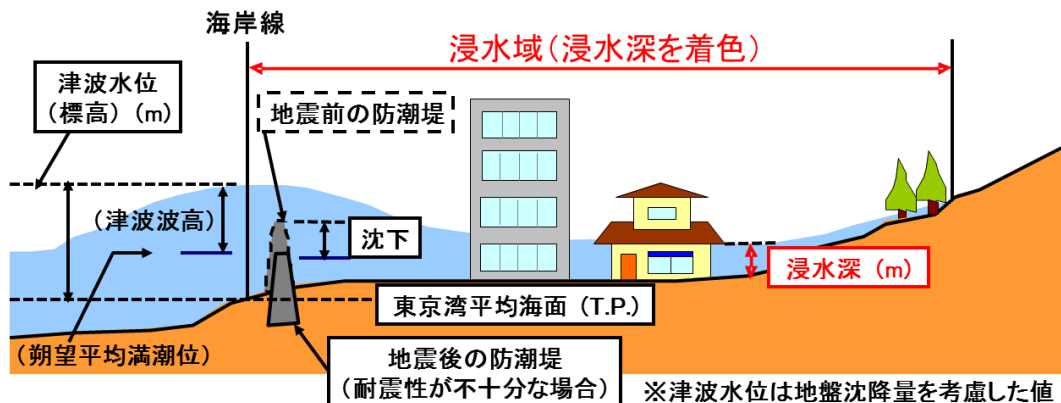 海岸線
浸水域(浸水深を着色)
津波水位
(標高)(m)
地震前の防潮堤
(津波波高)
沈下
浸水深(m)
東京湾平均海面(T.P.)
(朔望平均満潮位)
地震後の防潮堤
(耐震性が不十分な場合)
※津波水位は地盤沈降量を考慮した値